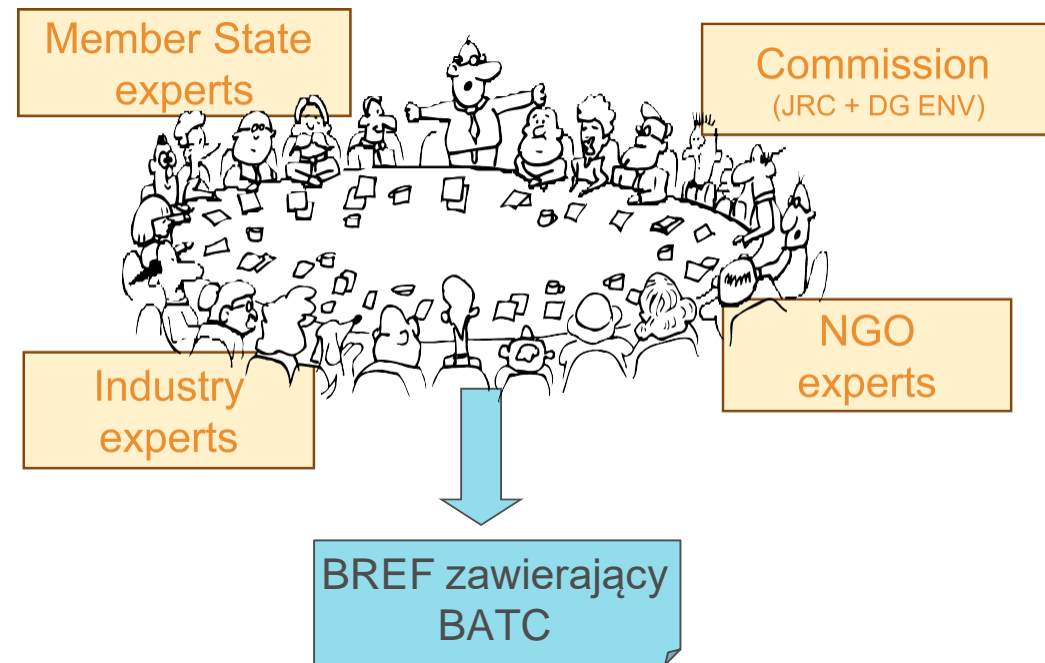 Member State
experts
Commission
(JRC + DG ENV)
Industry
experts
NGO
experts
BREF zawierający
BATC